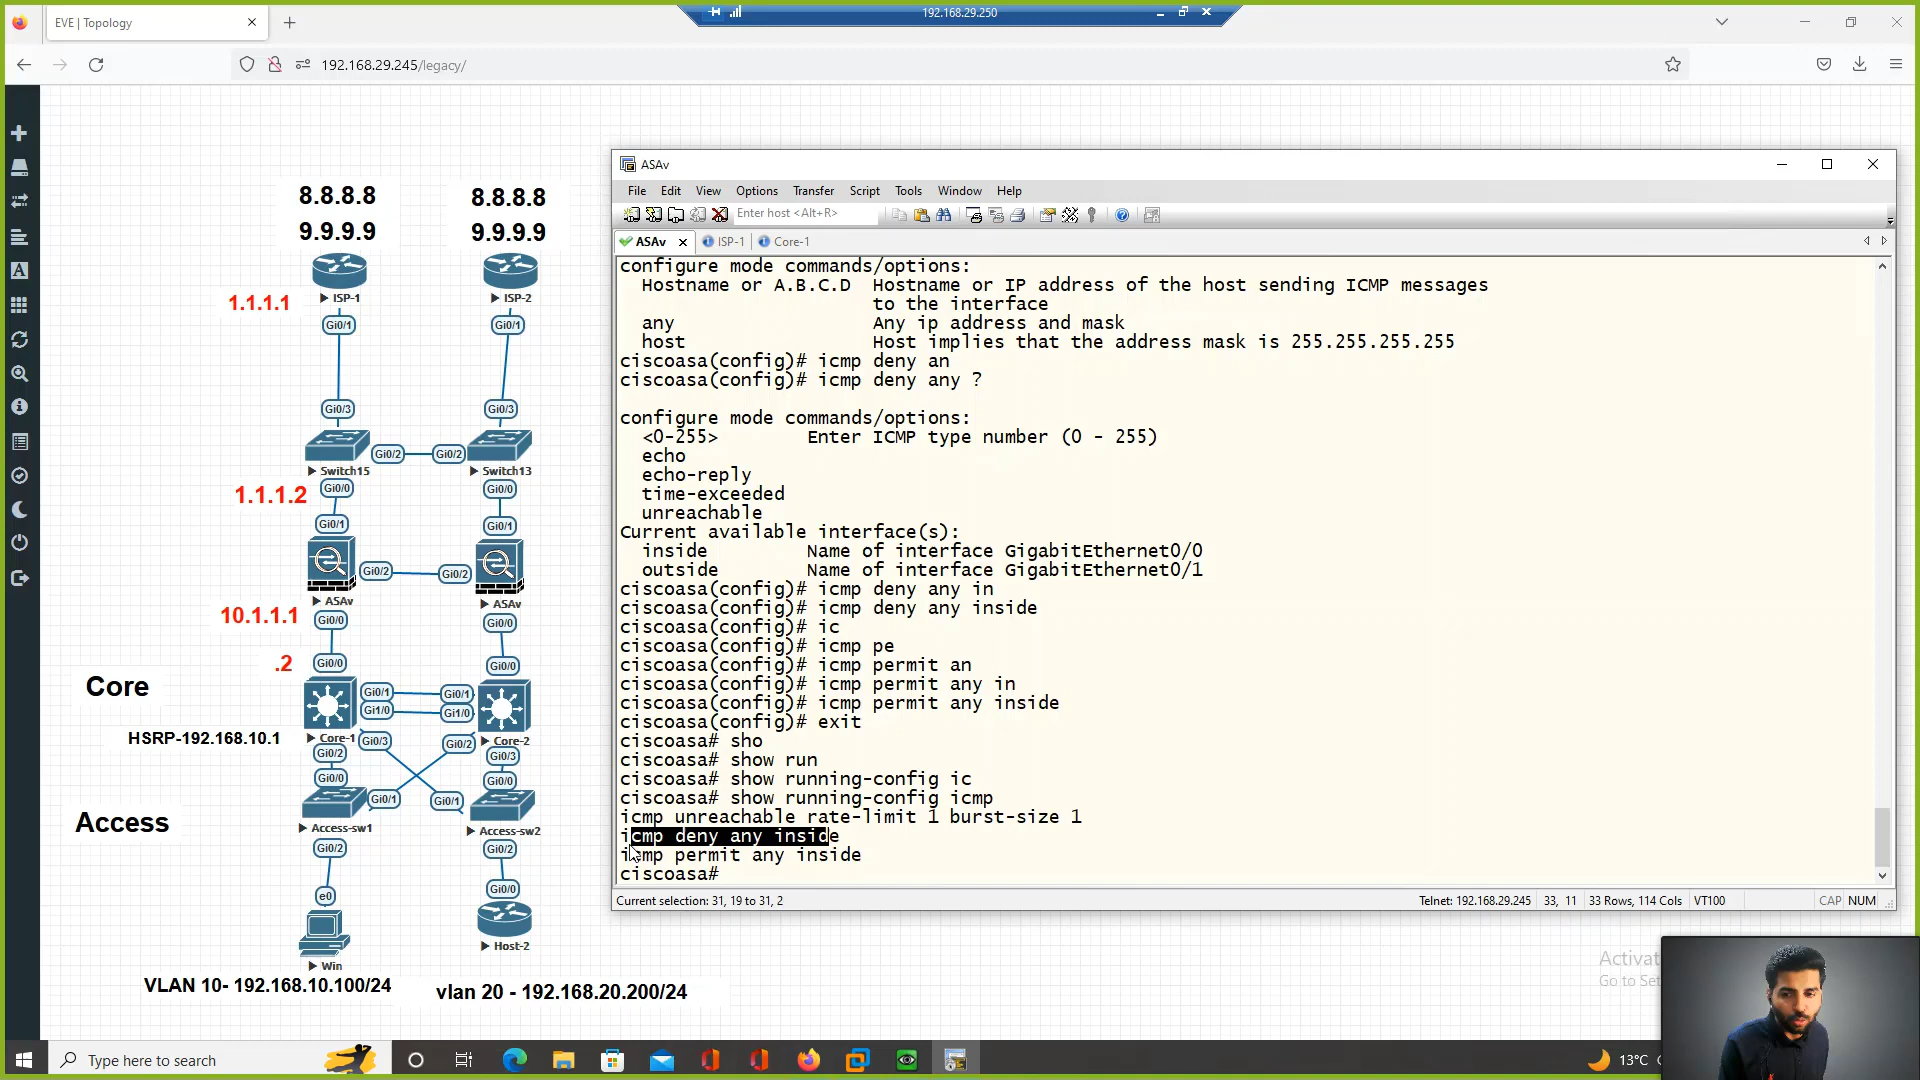 192.168.29.250
EVE | Topology
192.168.29.245/legacy/
8.8.8.8
8.8.8.8
9.9.9.9
9.9.9.9
ISP-1
ISP-2
1.1.1.1
Gi0/1
Gi0/1
Gi0/3
Gi0/3
Gi0/2
Gi0/2
Switch15
Switch13
1.1.1.2
Gi0/0
Gi0/0
Gi0/1
Gi0/1
Gi0/2
Gi0/2
ASAv
ASAv
10.1.1.1
Gi0/0
Gi0/0
.2
Gi0/0
Gi0/0
Core
Gi0/1
Gi0/1
Gi1/0
Gi1/0
HSRP-192.168.10.1
Core-1
Gi0/3
Gi0/2
Core-2
Gi0/2
Gi0/3
Gi0/0
Gi0/0
Gi0/1
Gi0/1
Access
Access-sw1
Access-sw2
Gi0/2
Gi0/2
e0
Gi0/0
Win
Host-2
VLAN 10- 192.168.10.100/24
vlan 20 - 192.168.20.200/24
ASAv
File Edit View Options Transfer Script Tools Window Help
Enter host <Alt+R>
ASAv
ISP-1
Core-1
configure mode commands/options:
Hostname or A.B.C.D Hostname or IP address of the host sending ICMP messages
to the interface
any Any ip address and mask
host Host implies that the address mask is 255.255.255.255
ciscoasa(config)# icmp deny an
ciscoasa(config)# icmp deny any ?
configure mode commands/options:
<0-255> Enter ICMP type number (0 - 255)
echo
echo-reply
time-exceeded
unreachable
Current available interface(s):
inside Name of interface GigabitEthernet0/0
outside Name of interface GigabitEthernet0/1
ciscoasa(config)# icmp deny any in
ciscoasa(config)# icmp deny any inside
ciscoasa(config)# ic
ciscoasa(config)# icmp pe
ciscoasa(config)# icmp permit an
ciscoasa(config)# icmp permit any in
ciscoasa(config)# icmp permit any inside
ciscoasa(config)# exit
ciscoasa# sho
ciscoasa# show run
ciscoasa# show running-config ic
ciscoasa# show running-config icmp
icmp unreachable rate-limit 1 burst-size 1
icmp deny any inside
icmp permit any inside
ciscoasa#
Current selection: 31, 19 to 31, 2
Telnet: 192.168.29.245 33, 11 33 Rows, 114 Cols VT100 CAP NUM
Activat
Go to Set
Type here to search
13°C